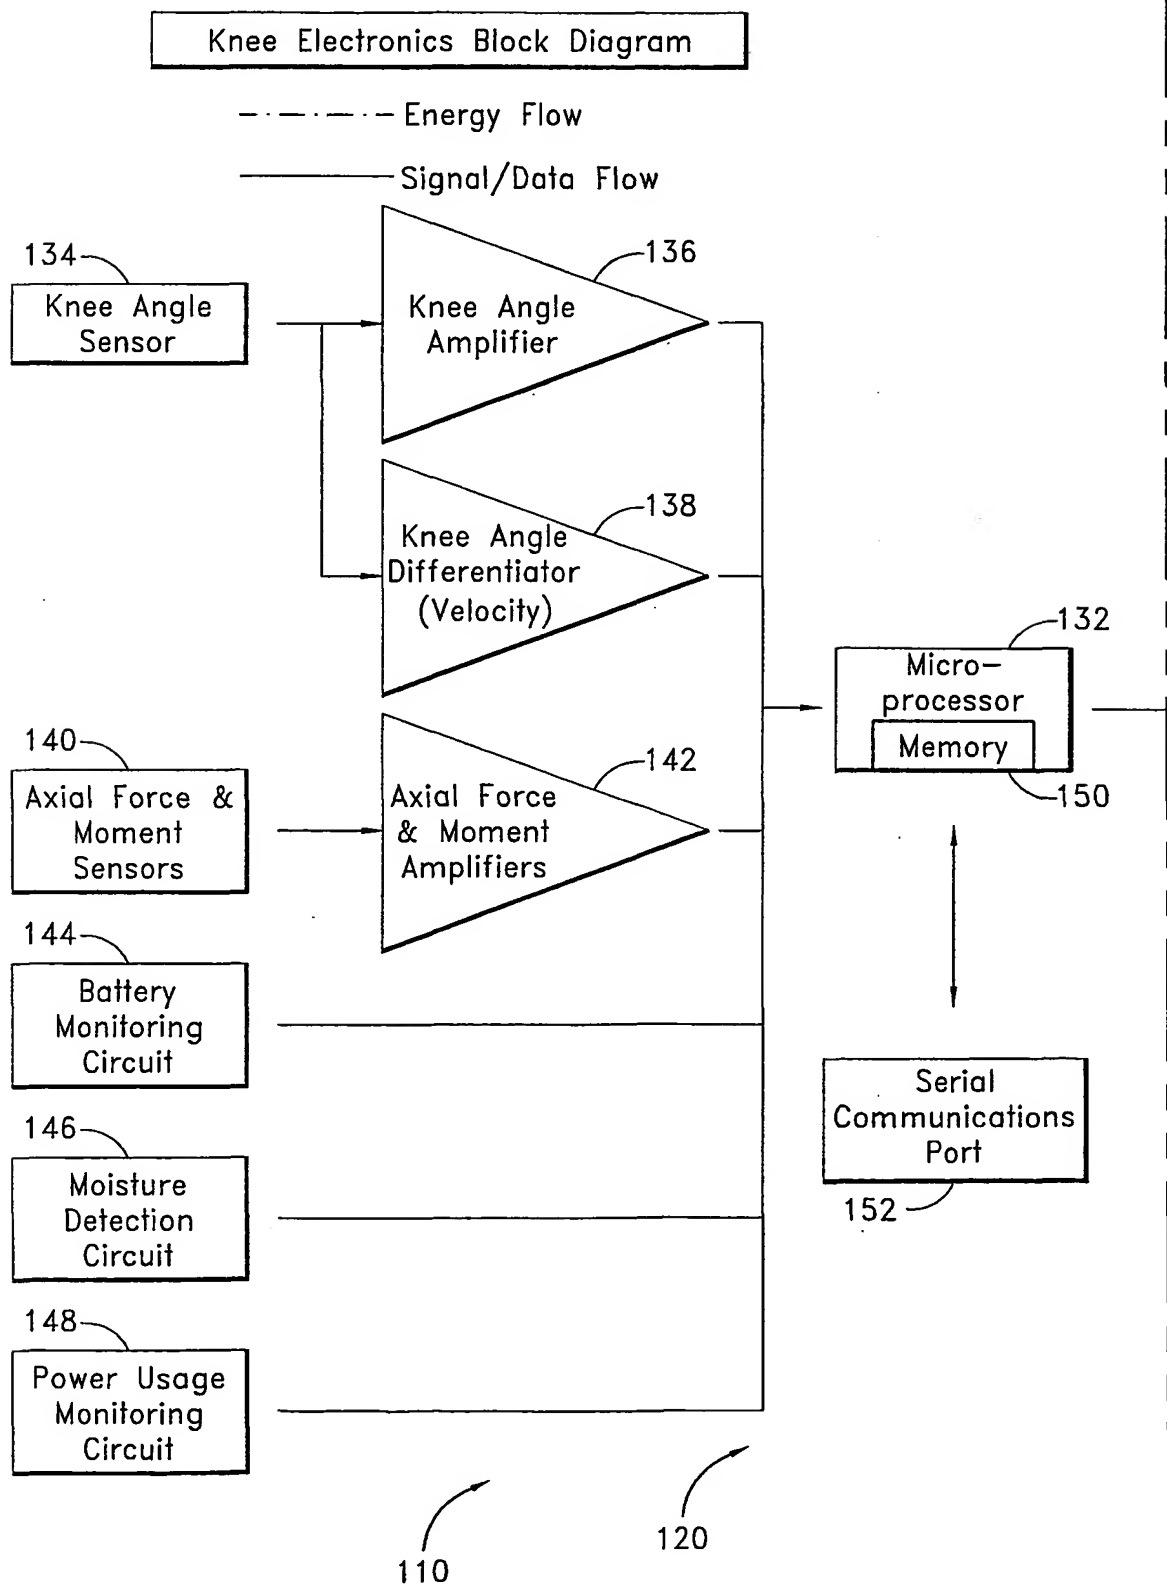 Knee Electronics Block Diagram
Energy Flow
Signal/Data Flow
134
Knee Angle
Sensor
136
Knee Angle
Amplifier
138
Knee Angle
Differentiator
(Velocity)
132
Micro-
processor
Memory
150
140
Axial Force &
Moment
Sensors
142
Axial Force
& Moment
Amplifiers
144
Battery
Monitoring
Circuit
Serial
Communications
Port
152
146
Moisture
Detection
Circuit
148
Power Usage
Monitoring
Circuit
110
120